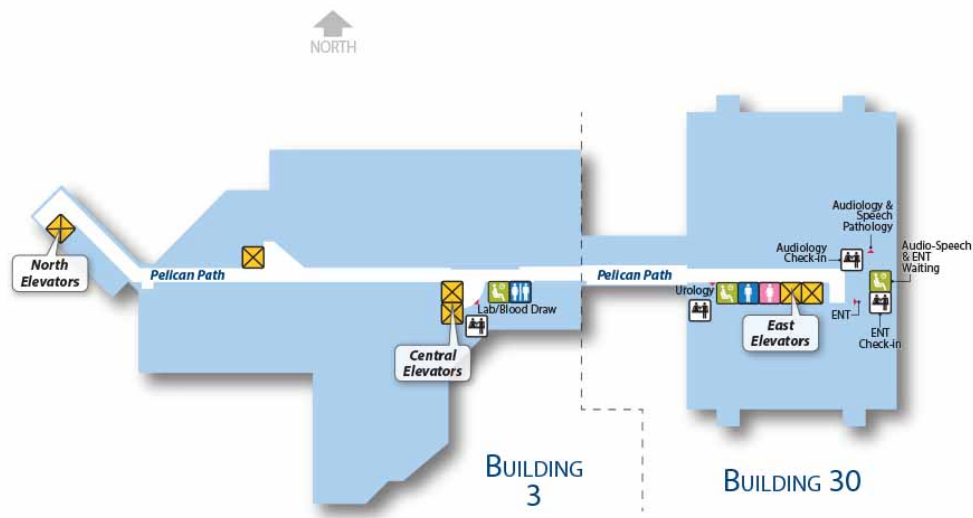 NORTH
Audiology &
Speech
Pathology
Audiology
Check-in
Audio-Speech
& ENT
Waiting
North
Elevators
Pelican Path
Pelican Path
Urology
Lab/Blood Draw
ENT
East
Elevators
ENT
Check-in
Central
Elevators
BUILDING
3
BUILDING 30